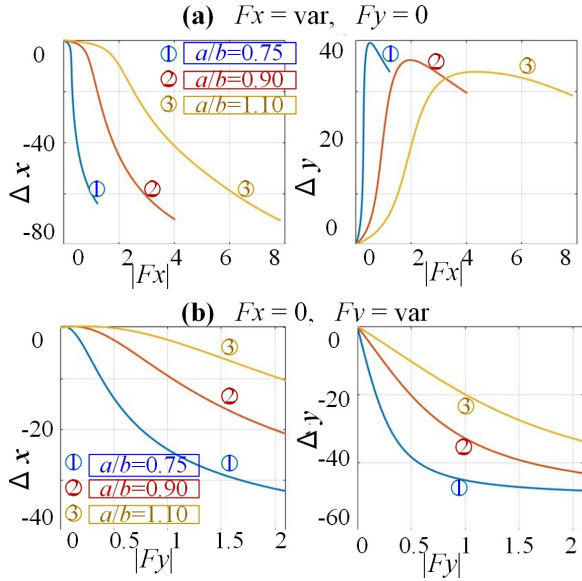 (a) Fx = var, Fy = 0
0
-40
-80
Δ x
① a/b=0.75
② a/b=0.90
③ a/b=1.10
①
②
③
0 2 4 6 8
|Fx|
40
20
0
Δ y
①
②
③
0 2 4 6 8
|Fx|
(b) Fx = 0, Fy = var
0
-20
-40
Δ x
③
②
①
① a/b=0.75
② a/b=0.90
③ a/b=1.10
0 0.5 1 1.5 2
|Fy|
0
-20
-40
-60
Δ y
③
②
①
0 0.5 1 1.5 2
|Fy|